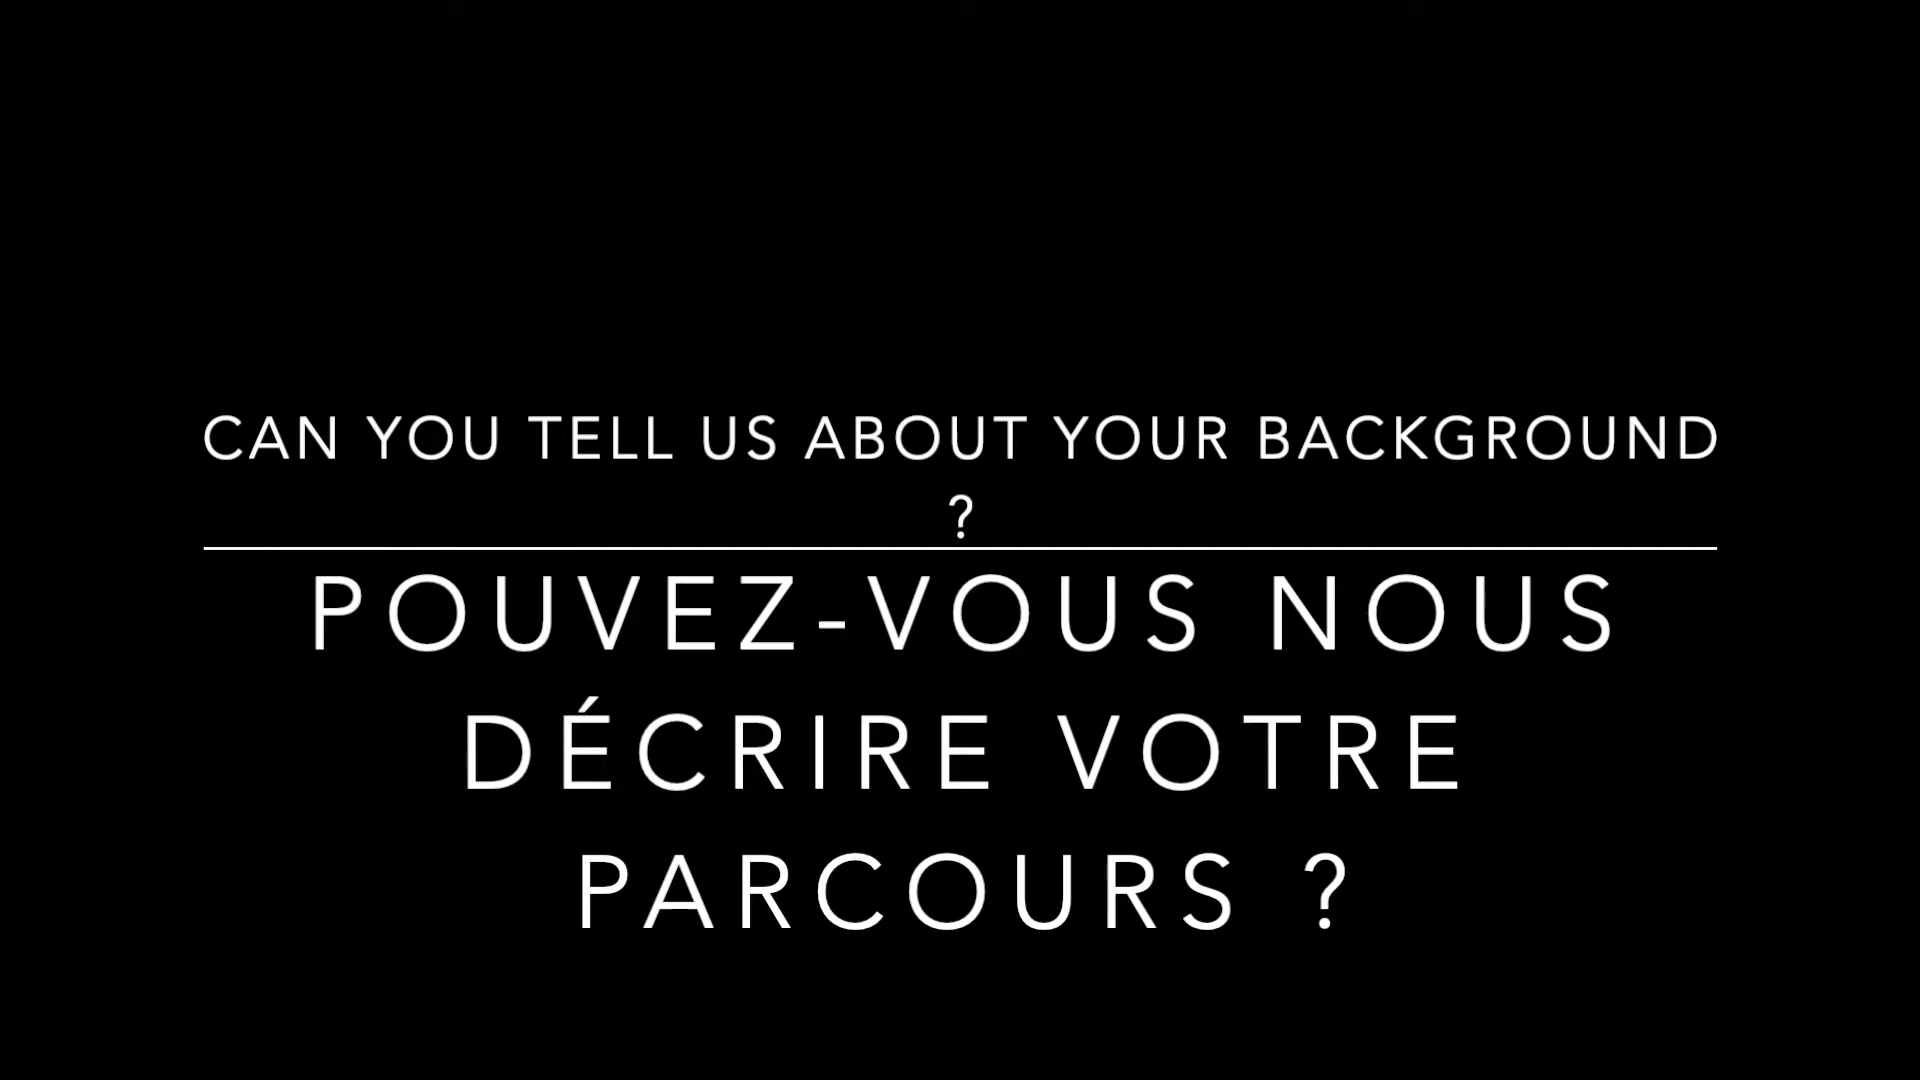 CAN YOU TELL US ABOUT YOUR BACKGROUND
?
POUVEZ-VOUS NOUS
DÉCRIRE VOTRE
PARCOURS ?